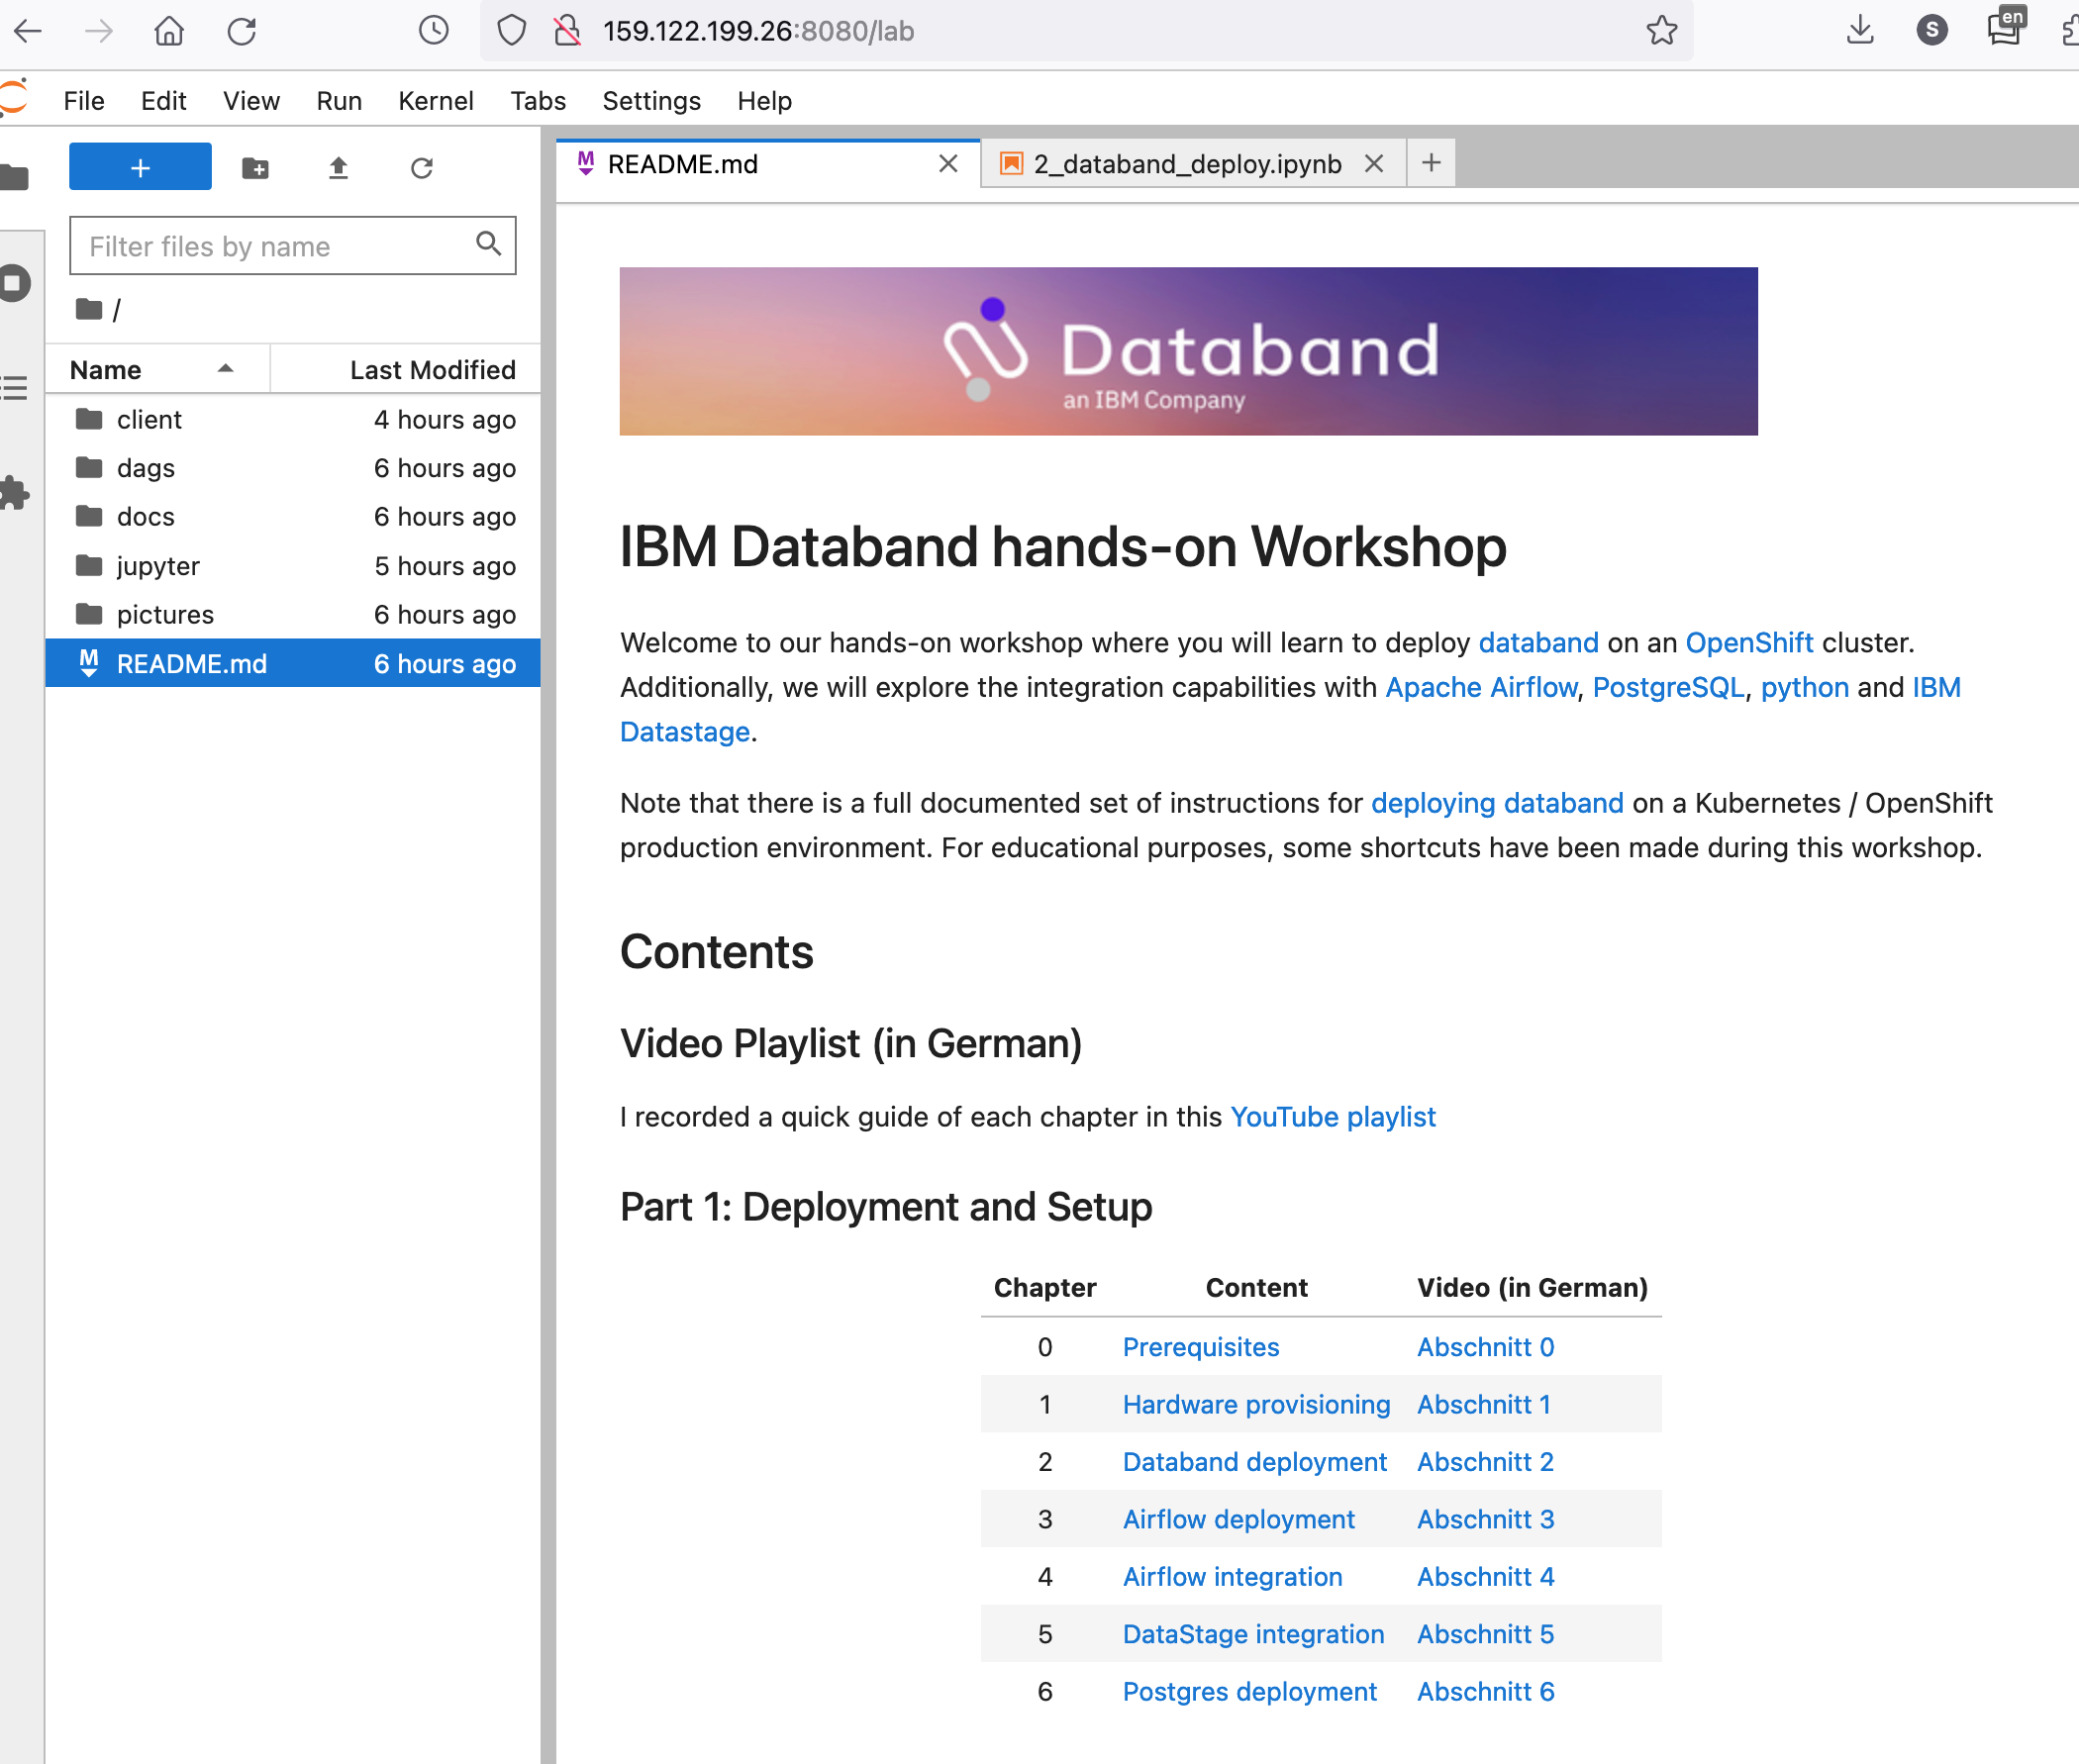 159.122.199.26:8080/lab
S
en
File Edit View Run Kernel Tabs Settings Help
+
README.md
2_databand_deploy.ipynb
+
Filter files by name
/
Name Last Modified
client 4 hours ago
dags 6 hours ago
docs 6 hours ago
jupyter 5 hours ago
pictures 6 hours ago
M README.md 6 hours ago
Databand
an IBM Company
IBM Databand hands-on Workshop
Welcome to our hands-on workshop where you will learn to deploy databand on an OpenShift cluster.
Additionally, we will explore the integration capabilities with Apache Airflow, PostgreSQL, python and IBM
Datastage.
Note that there is a full documented set of instructions for deploying databand on a Kubernetes / OpenShift
production environment. For educational purposes, some shortcuts have been made during this workshop.
Contents
Video Playlist (in German)
I recorded a quick guide of each chapter in this YouTube playlist
Part 1: Deployment and Setup
Chapter Content Video (in German)
0 Prerequisites Abschnitt 0
1 Hardware provisioning Abschnitt 1
2 Databand deployment Abschnitt 2
3 Airflow deployment Abschnitt 3
4 Airflow integration Abschnitt 4
5 DataStage integration Abschnitt 5
6 Postgres deployment Abschnitt 6